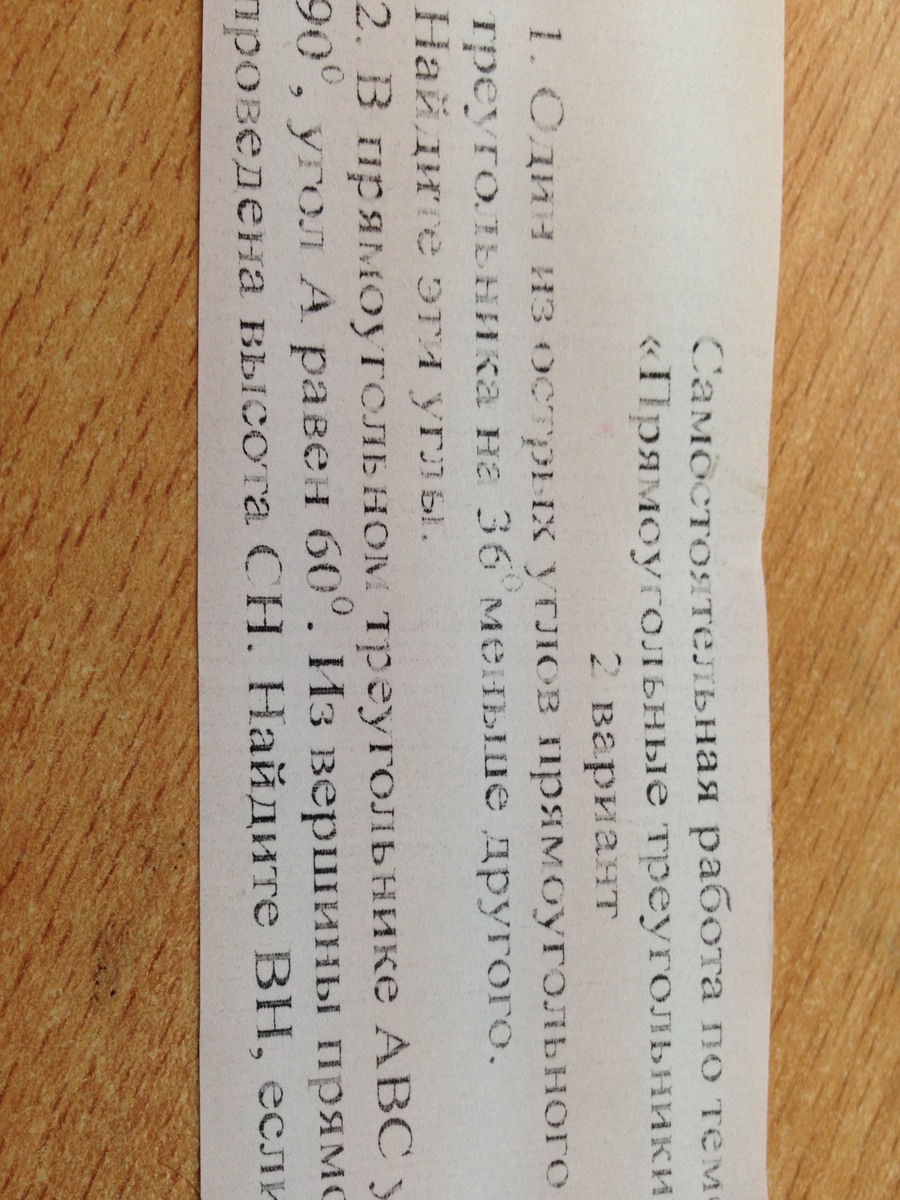 Самостоятельная работа по теме
«Прямоугольные треугольники
2 вариант
1. Один из острых углов прямоугольного
треугольника на 36⁰ меньше другого.
Найдите эти углы.
2. В прямоугольном треугольнике АВС у
90⁰, угол А равен 60⁰. Из вершины прямо
проведена высота СН. Найдите ВН, если